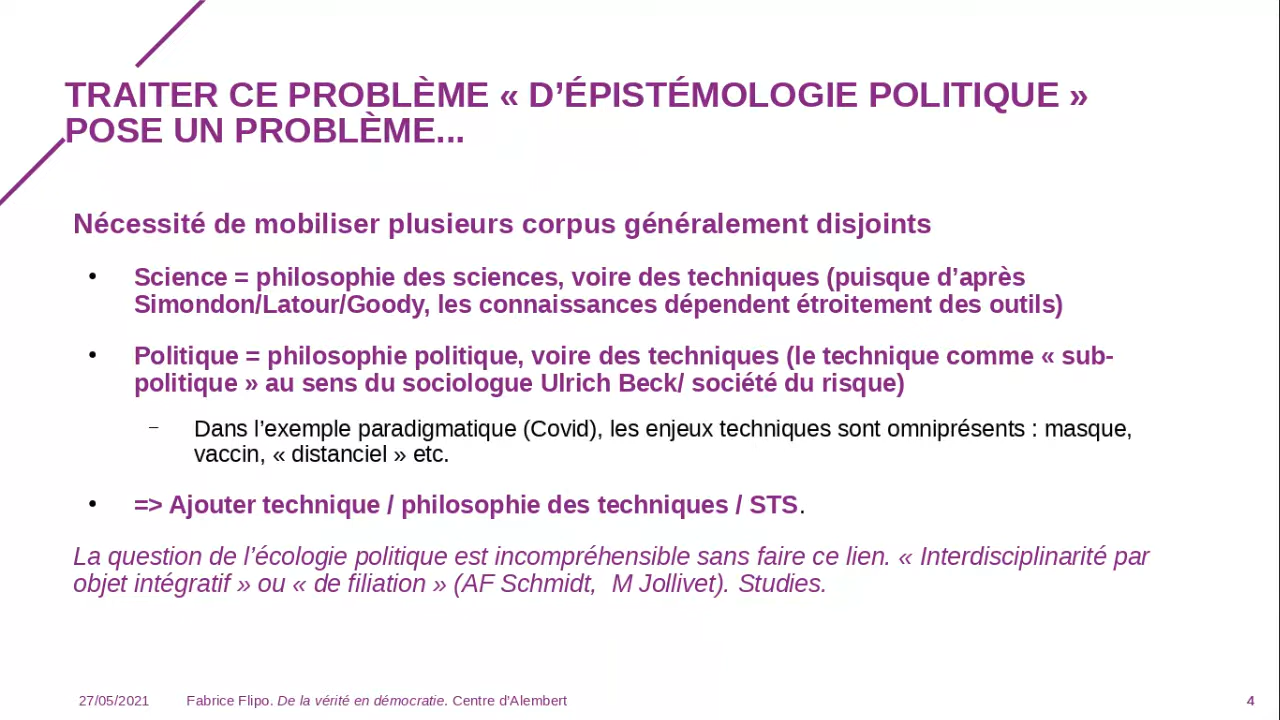 TRAITER CE PROBLÈME « D’ÉPISTÉMOLOGIE POLITIQUE »
POSE UN PROBLÈME...
Nécessité de mobiliser plusieurs corpus généralement disjoints
• Science = philosophie des sciences, voire des techniques (puisque d’après
Simondon/Latour/Goody, les connaissances dépendent étroitement des outils)
• Politique = philosophie politique, voire des techniques (le technique comme « sub-
politique » au sens du sociologue Ulrich Beck/ société du risque)
– Dans l’exemple paradigmatique (Covid), les enjeux techniques sont omniprésents : masque,
vaccin, « distanciel » etc.
• => Ajouter technique / philosophie des techniques / STS.
La question de l’écologie politique est incompréhensible sans faire ce lien. « Interdisciplinarité par
objet intégratif » ou « de filiation » (AF Schmidt,  M Jollivet). Studies.
27/05/2021 Fabrice Flipo. De la vérité en démocratie. Centre d'Alembert 4